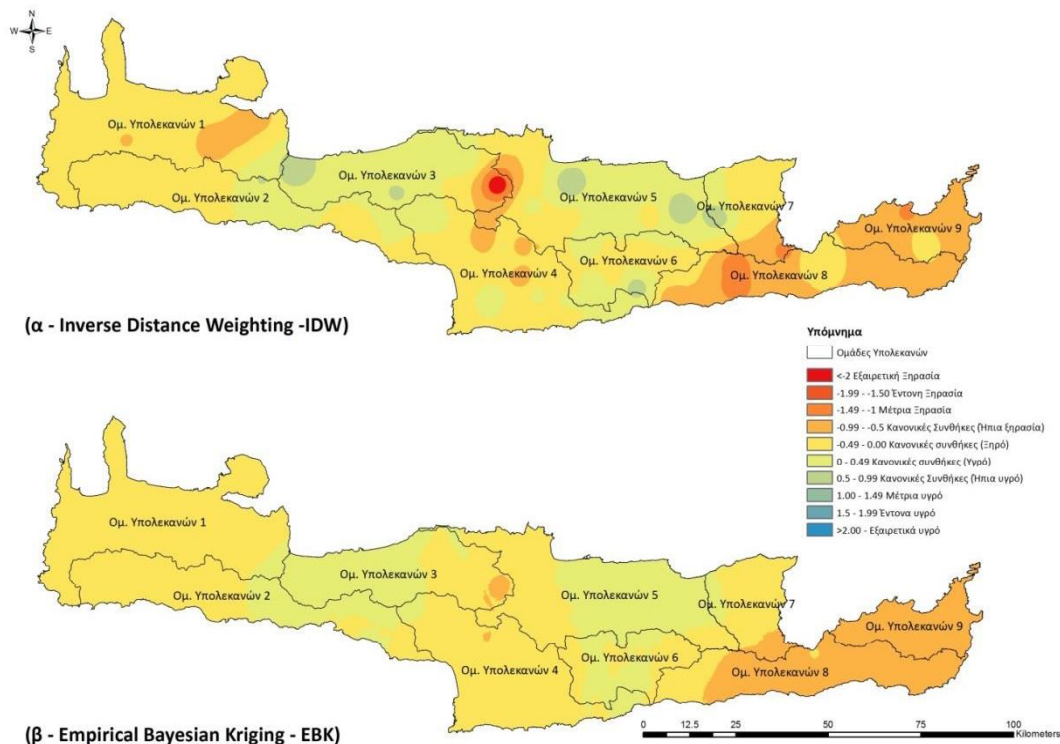 N
W E
S
Ομ. Υπολεκανών 1
Ομ. Υπολεκανών 2
Ομ. Υπολεκανών 3
Ομ. Υπολεκανών 4
Ομ. Υπολεκανών 5
Ομ. Υπολεκανών 6
Ομ. Υπολεκανών 7
Ομ. Υπολεκανών 8
Ομ. Υπολεκανών 9
(α - Inverse Distance Weighting -IDW)
Υπόμνημα
Ομάδες Υπολεκανών
<-2 Εξαιρετική Ξηρασία
-1.99 - -1.50 Έντονη Ξηρασία
-1.49 - -1 Μέτρια Ξηρασία
-0.99 - -0.5 Κανονικές Συνθήκες (Ήπια ξηρασία)
-0.49 - 0.00 Κανονικές συνθήκες (Ξηρό)
0 - 0.49 Κανονικές συνθήκες (Υγρό)
0.5 - 0.99 Κανονικές Συνθήκες (Ήπια υγρό)
1.00 - 1.49 Μέτρια υγρό
1.5 - 1.99 Έντονα υγρό
>2.00 - Εξαιρετικά υγρό
Ομ. Υπολεκανών 1
Ομ. Υπολεκανών 2
Ομ. Υπολεκανών 3
Ομ. Υπολεκανών 4
Ομ. Υπολεκανών 5
Ομ. Υπολεκανών 6
Ομ. Υπολεκανών 7
Ομ. Υπολεκανών 8
Ομ. Υπολεκανών 9
(β - Empirical Bayesian Kriging - EBK)
0 12.5 25 50 75 100
Kilometers